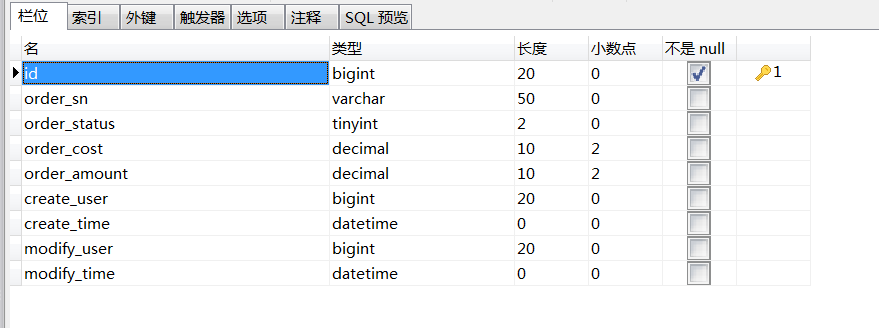 栏位 索引 外键 触发器 选项 注释 SQL 预览
名 类型 长度 小数点 不是 null
id bigint 20 0 1
order_sn varchar 50 0
order_status tinyint 2 0
order_cost decimal 10 2
order_amount decimal 10 2
create_user bigint 20 0
create_time datetime 0 0
modify_user bigint 20 0
modify_time datetime 0 0